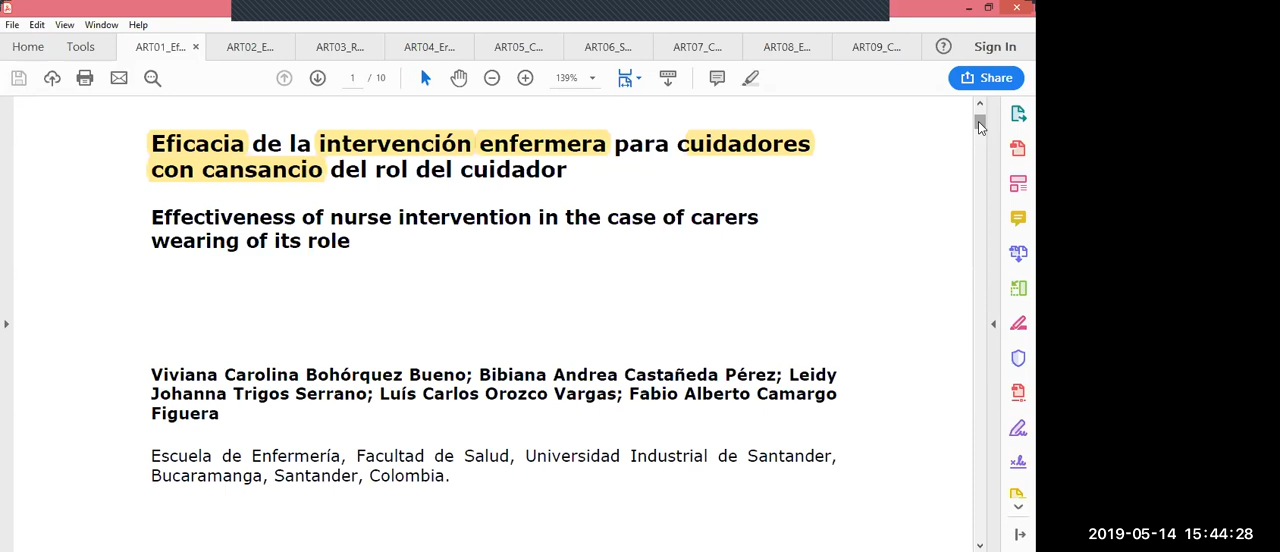 File Edit View Window Help
Home Tools ART01_Ef... × ART02_E... ART03_R... ART04_Er... ART05_C... ART06_S... ART07_C... ART08_E... ART09_C... ? Sign In
1 / 10 139% Share
Eficacia de la intervención enfermera para cuidadores
con cansancio del rol del cuidador
Effectiveness of nurse intervention in the case of carers
wearing of its role
Viviana Carolina Bohórquez Bueno; Bibiana Andrea Castañeda Pérez; Leidy
Johanna Trigos Serrano; Luís Carlos Orozco Vargas; Fabio Alberto Camargo
Figuera
Escuela de Enfermería, Facultad de Salud, Universidad Industrial de Santander,
Bucaramanga, Santander, Colombia.
2019-05-14 15:44:28